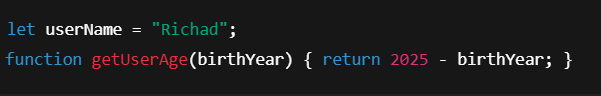 let userName = "Richad";
function getUserAge(birthYear) { return 2025 - birthYear; }